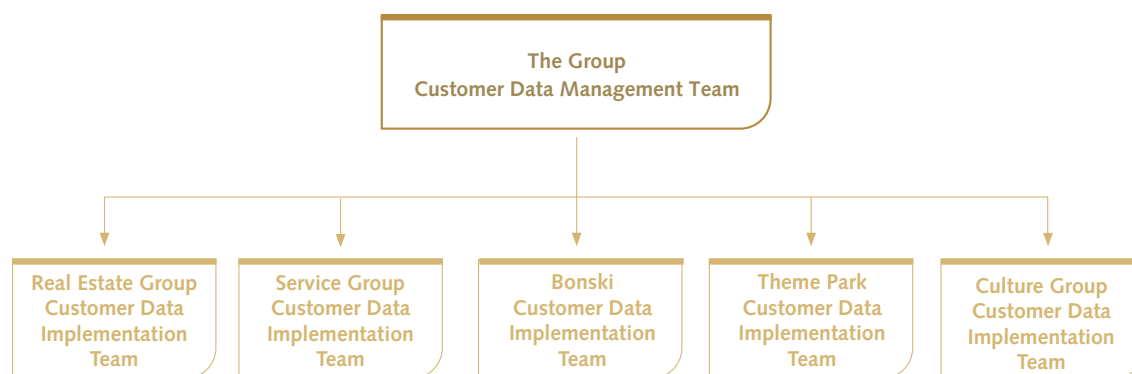 The Group
Customer Data Management Team
Real Estate Group
Customer Data
Implementation
Team
Service Group
Customer Data
Implementation
Team
Bonski
Customer Data
Implementation
Team
Theme Park
Customer Data
Implementation
Team
Culture Group
Customer Data
Implementation
Team